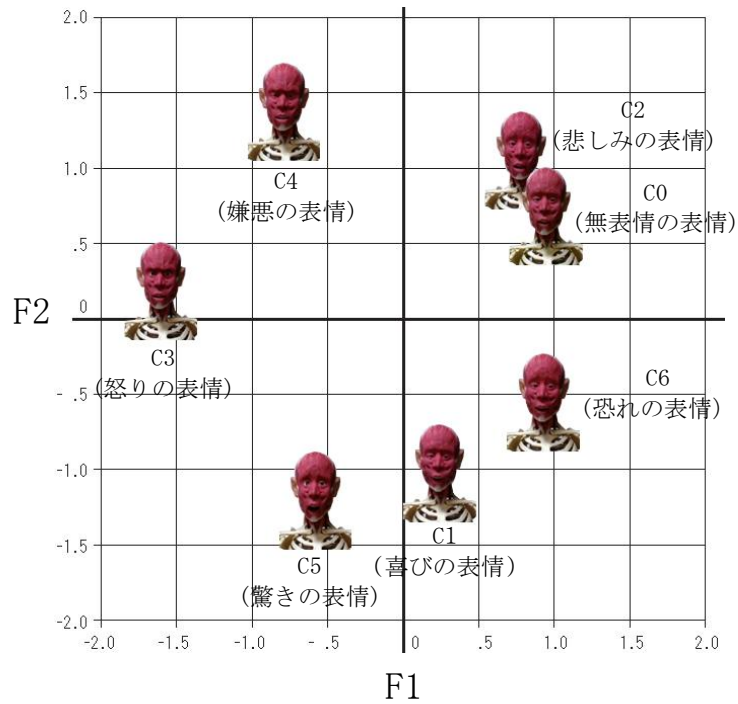 2.0
1.5
C2
(悲しみの表情)
1.0
C4
C0
(嫌悪の表情)
(無表情の表情)
.5
F2
0
C3
(怒りの表情)
- .5
C6
(恐れの表情)
-1.0
C1
C5
(喜びの表情)
-1.5
(驚きの表情)
-2.0
-2.0 -1.5 -1.0 - .5 0 .5 1.0 1.5 2.0
F1